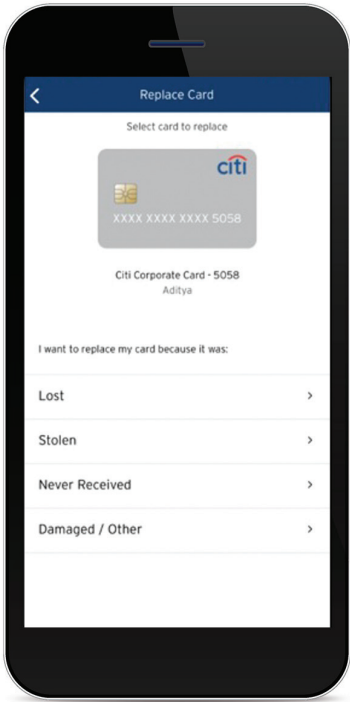 Replace Card
Select card to replace
citi
XXXX XXXX XXXX 5058
Citi Corporate Card - 5058
Aditya
I want to replace my card because it was:
Lost
Stolen
Never Received
Damaged / Other